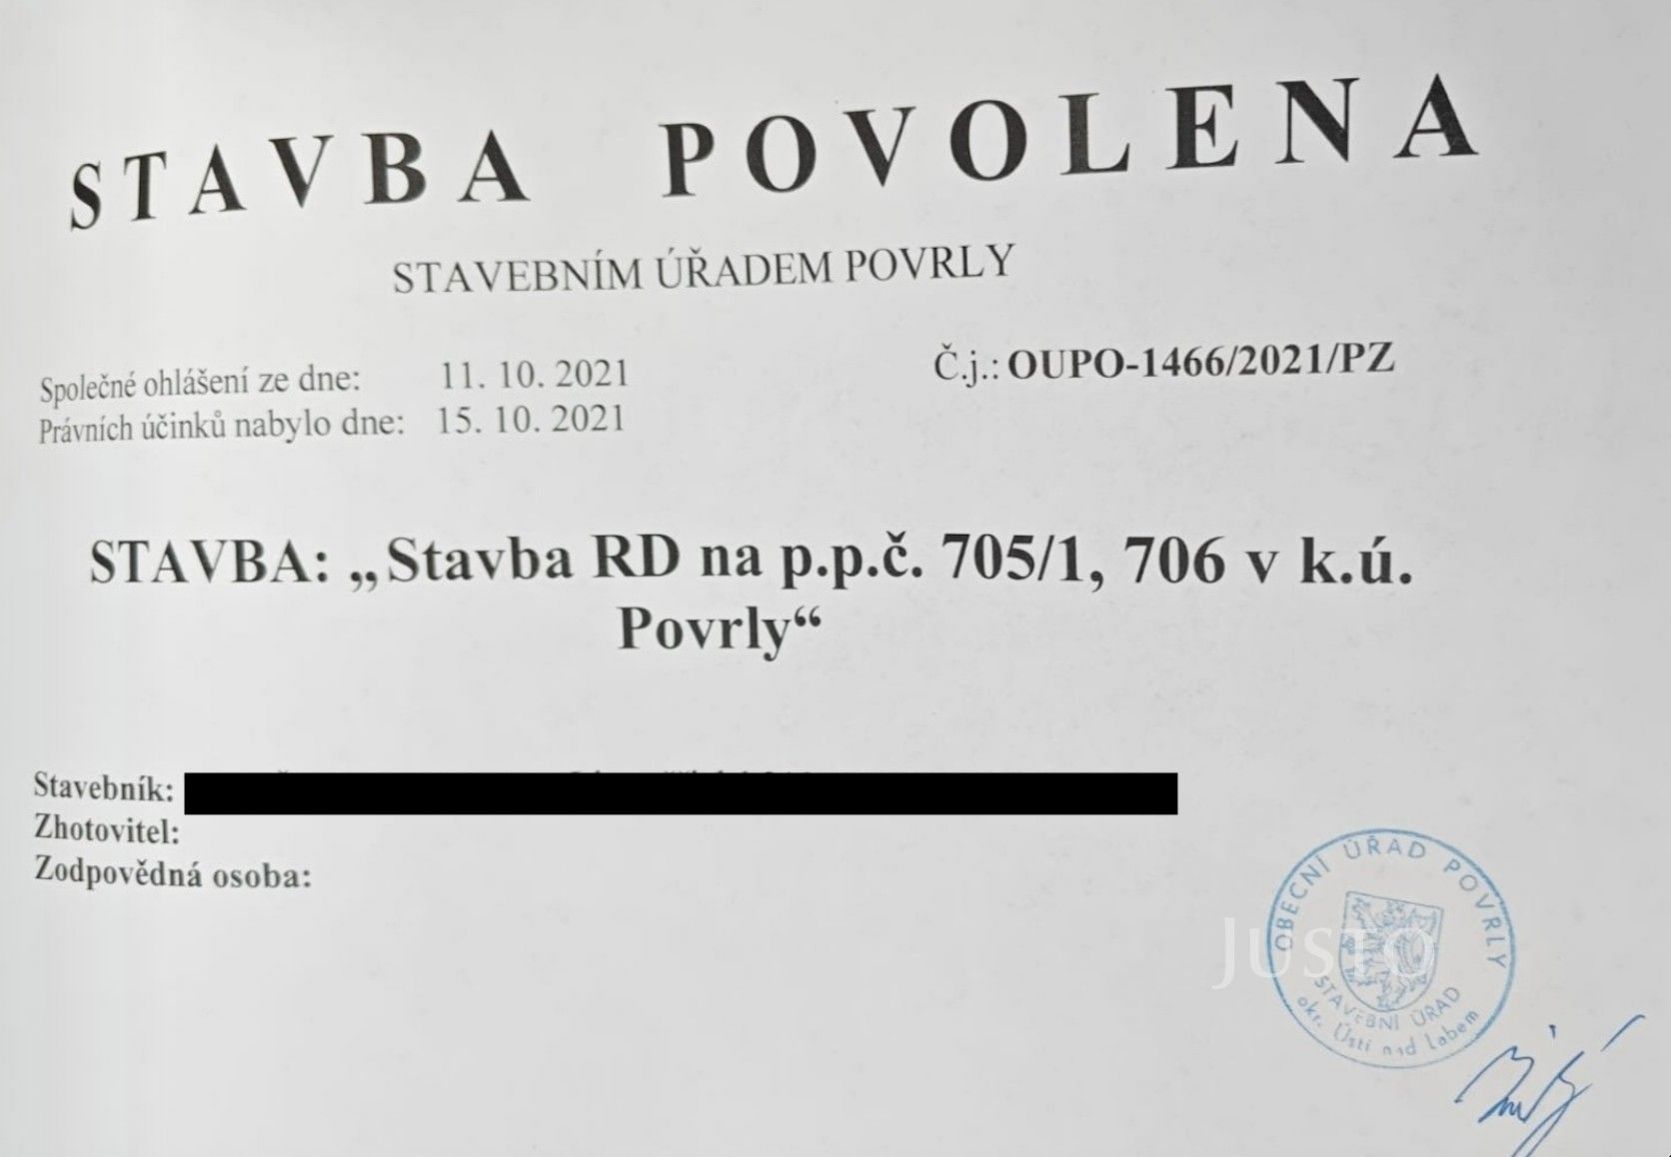 STAVBA POVOLENA
STAVEBNÍM ÚŘADEM POVRLY
Společné ohlášení ze dne: 11. 10. 2021 Č.j.: OUPO-1466/2021/PZ
Právních účinků nabylo dne: 15. 10. 2021
STAVBA: „Stavba RD na p.p.č. 705/1, 706 v k.ú.
Povrly“
Stavebník:
Zhotovitel:
Zodpovědná osoba:
OBECNÍ ÚŘAD POVRLY
STAVEBNÍ ÚŘAD
okr. Ústí nad Labem
JUSTO